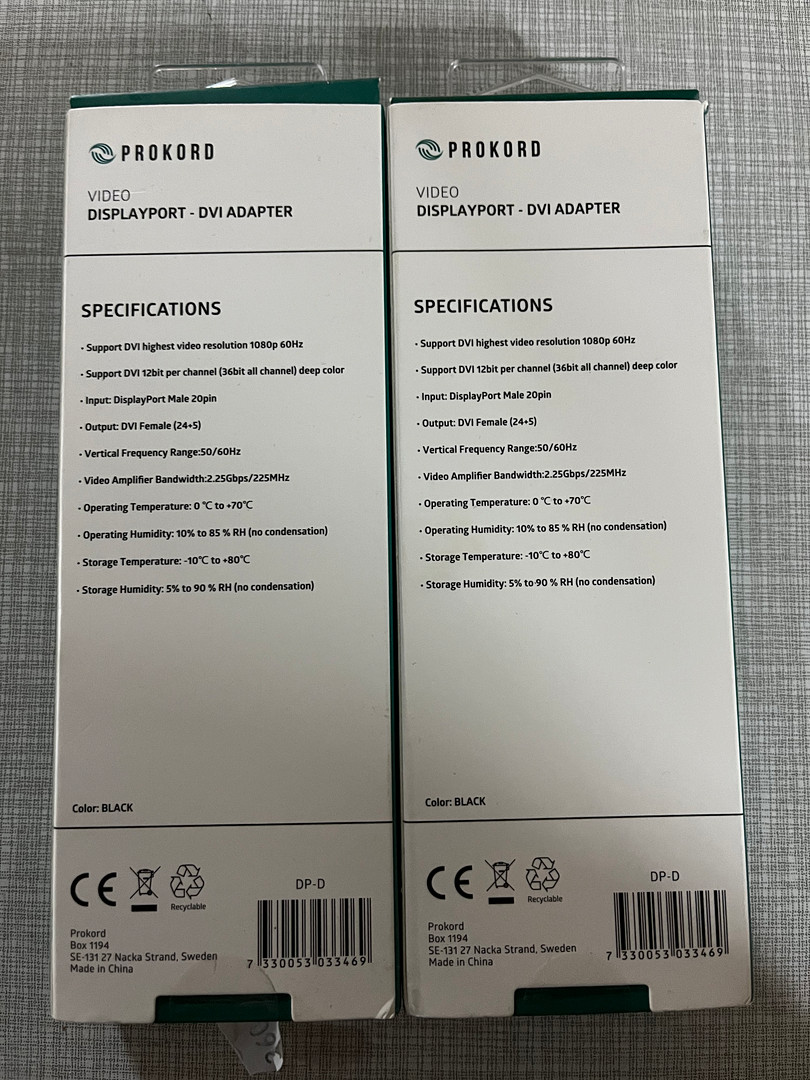 PROKORD
VIDEO
DISPLAYPORT - DVI ADAPTER
SPECIFICATIONS
• Support DVI highest video resolution 1080p 60Hz
• Support DVI 12bit per channel (36bit all channel) deep color
• Input: DisplayPort Male 20pin
• Output: DVI Female (24+5)
• Vertical Frequency Range:50/60Hz
• Video Amplifier Bandwidth:2.25Gbps/225MHz
• Operating Temperature: 0 ℃ to +70℃
• Operating Humidity: 10% to 85 % RH (no condensation)
• Storage Temperature: -10℃ to +80℃
• Storage Humidity: 5% to 90 % RH (no condensation)
Color: BLACK
CE
Recyclable
DP-D
Prokord
Box 1194
SE-131 27 Nacka Strand, Sweden
Made in China
7 330053 033469
PROKORD
VIDEO
DISPLAYPORT - DVI ADAPTER
SPECIFICATIONS
• Support DVI highest video resolution 1080p 60Hz
• Support DVI 12bit per channel (36bit all channel) deep color
• Input: DisplayPort Male 20pin
• Output: DVI Female (24+5)
• Vertical Frequency Range:50/60Hz
• Video Amplifier Bandwidth:2.25Gbps/225MHz
• Operating Temperature: 0 ℃ to +70℃
• Operating Humidity: 10% to 85 % RH (no condensation)
• Storage Temperature: -10℃ to +80℃
• Storage Humidity: 5% to 90 % RH (no condensation)
Color: BLACK
CE
Recyclable
DP-D
Prokord
Box 1194
SE-131 27 Nacka Strand, Sweden
Made in China
7 330053 033469